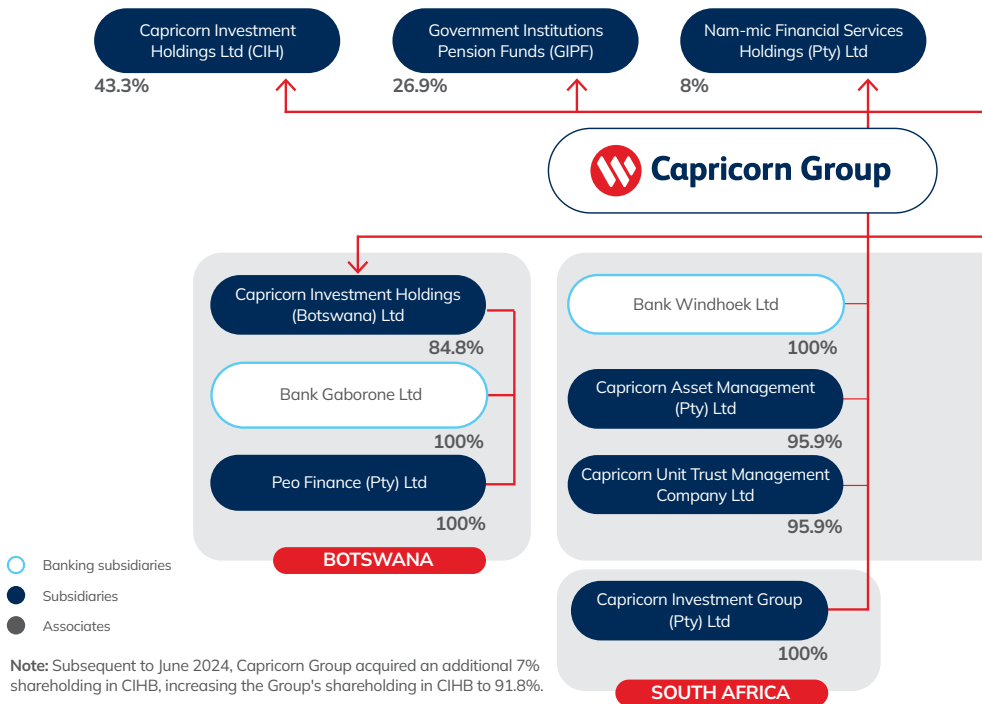 Capricorn Investment
Holdings Ltd (CIH)
43.3%
Government Institutions
Pension Funds (GIPF)
26.9%
Nam-mic Financial Services
Holdings (Pty) Ltd
8%
Capricorn Group
Capricorn Investment Holdings
(Botswana) Ltd
84.8%
Bank Gaborone Ltd
100%
Peo Finance (Pty) Ltd
100%
BOTSWANA
Bank Windhoek Ltd
100%
Capricorn Asset Management
(Pty) Ltd
95.9%
Capricorn Unit Trust Management
Company Ltd
95.9%
Capricorn Investment Group
(Pty) Ltd
100%
SOUTH AFRICA
Banking subsidiaries
Subsidiaries
Associates
Note: Subsequent to June 2024, Capricorn Group acquired an additional 7%
shareholding in CIHB, increasing the Group's shareholding in CIHB to 91.8%.